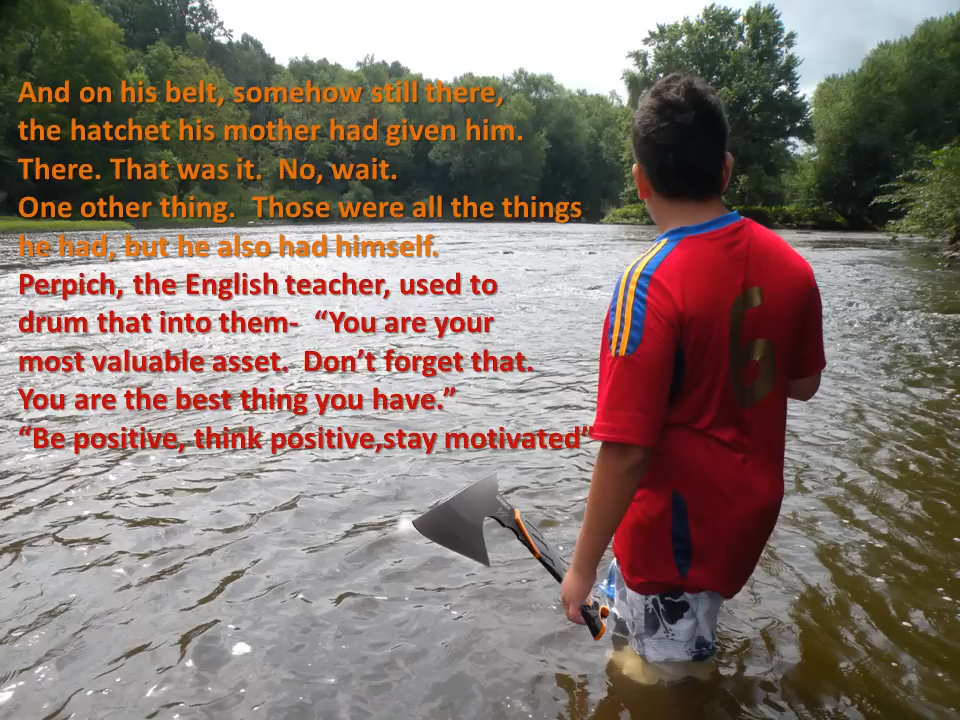 And on his belt, somehow still there,
the hatchet his mother had given him.
There. That was it.  No, wait.
One other thing.  Those were all the things
he had, but he also had himself.
Perpich, the English teacher, used to
drum that into them-  “You are your
most valuable asset.  Don’t forget that.
You are the best thing you have.”
“Be positive, think positive,stay motivated”
6